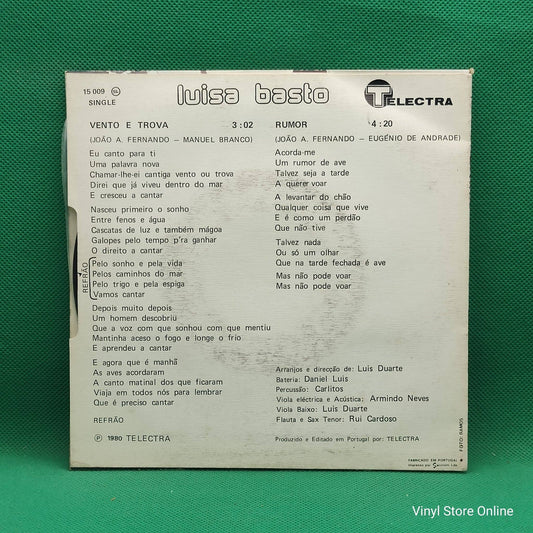 15 009
SINGLE
luisa basto
TELECTRA
VENTO E TROVA 3:02
(JOÃO A. FERNANDO — MANUEL BRANCO)
Eu canto para ti
Uma palavra nova
Chamar-lhe-ei cantiga vento ou trova
Direi que já viveu dentro do mar
E cresceu a cantar
Nasceu primeiro o sonho
Entre fenos e água
Cascatas de luz e também mágoa
Galopes pelo tempo p'ra ganhar
O direito a cantar
REFRÃO
Pelo sonho e pela vida
Pelos caminhos do mar
Pelo trigo e pela espiga
Vamos cantar
Depois muito depois
Um homem descobriu
Que a voz com que sonhou com que mentiu
Mantinha aceso o fogo e longe o frio
E aprendeu a cantar
E agora que é manhã
As aves acordaram
A canto matinal dos que ficaram
Viaja em todos nós para lembrar
Que é preciso cantar
REFRÃO
Ⓟ 1980 TELECTRA
RUMOR 4:20
(JOÃO A. FERNANDO — EUGÉNIO DE ANDRADE)
Acorda-me
Um rumor de ave
Talvez seja a tarde
A querer voar
A levantar do chão
Qualquer coisa que vive
E é como um perdão
Que não tive
Talvez nada
Ou só um olhar
Que na tarde fechada é ave
Mas não pode voar
Mas não pode voar
Arranjos e direcção de: Luis Duarte
Bateria: Daniel Luis
Percussão: Carlitos
Viola eléctrica e Acústica: Armindo Neves
Viola Baixo: Luis Duarte
Flauta e Sax Tenor: Rui Cardoso
Produzido e Editado em Portugal por: TELECTRA
FOTO: RAMOS
FABRICADO EM PORTUGAL
Vinyl Store Online